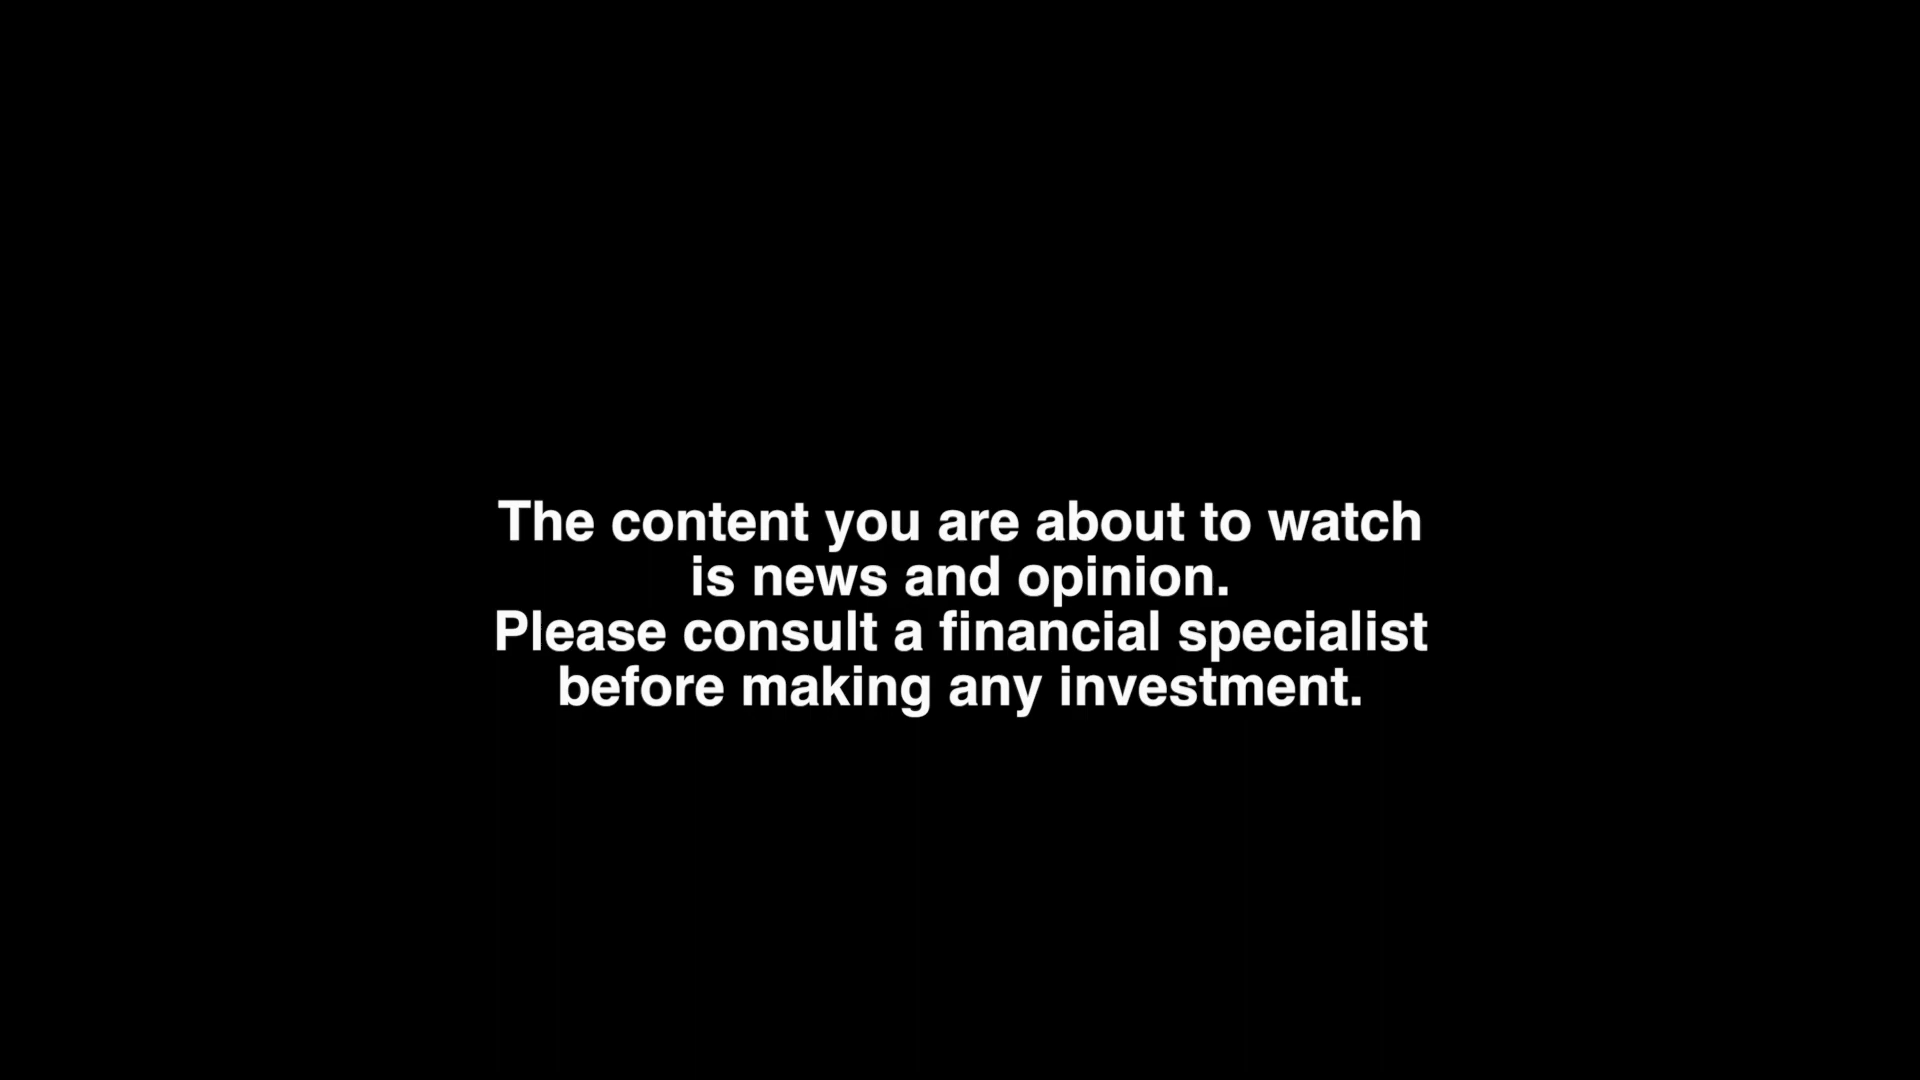 The content you are about to watch
is news and opinion.
Please consult a financial specialist
before making any investment.